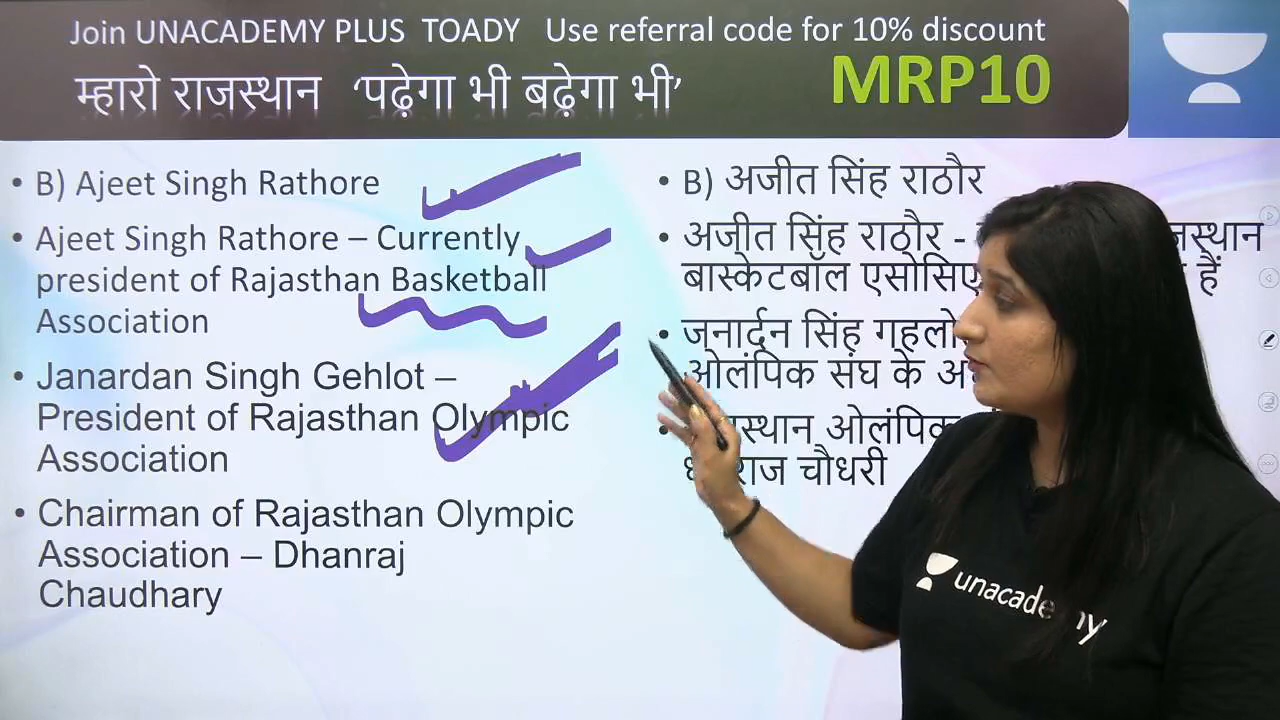 Join UNACADEMY PLUS TOADY Use referral code for 10% discount
म्हारो राजस्थान ‘पढ़ेगा भी बढ़ेगा भी’
MRP10
• B) Ajeet Singh Rathore
• Ajeet Singh Rathore – Currently
president of Rajasthan Basketball
Association
• Janardan Singh Gehlot –
President of Rajasthan Olympic
Association
• Chairman of Rajasthan Olympic
Association – Dhanraj
Chaudhary
• B) अजीत सिंह राठौर
• अजीत सिंह राठौर -
बास्केटबॉल हैं
• जनार्दन सिंह
ओलंपिक संघ के
• ओलंपिक
चौधरी
unacademy